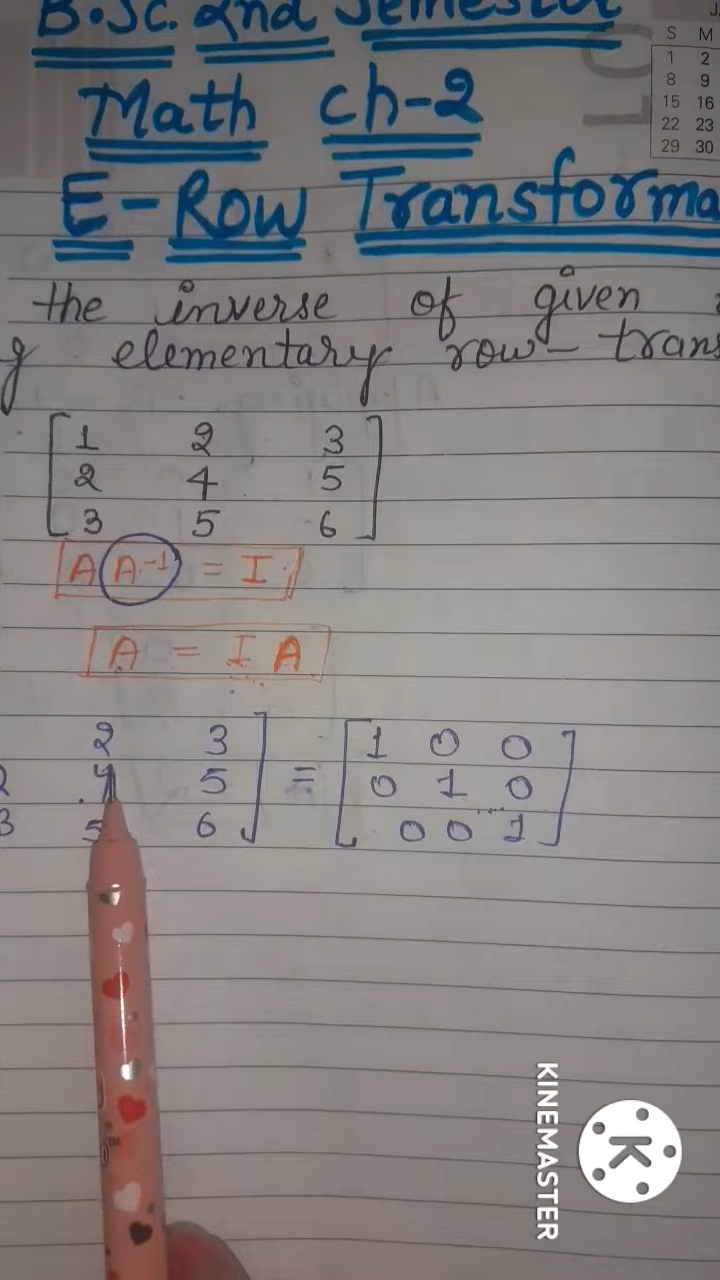 B.Sc. 2nd Semester
Math Ch-2
E-Row Transforma
the inverse of given
g elementary row- trans
1 2 3
2 4 5
3 5 6
A A-1 = I
A = I A
2 3 = 1 0 0
2 4 5 0 1 0
3 5 6 0 0 1
S M
1 2
8 9
15 16
22 23
29 30
KINEMASTER